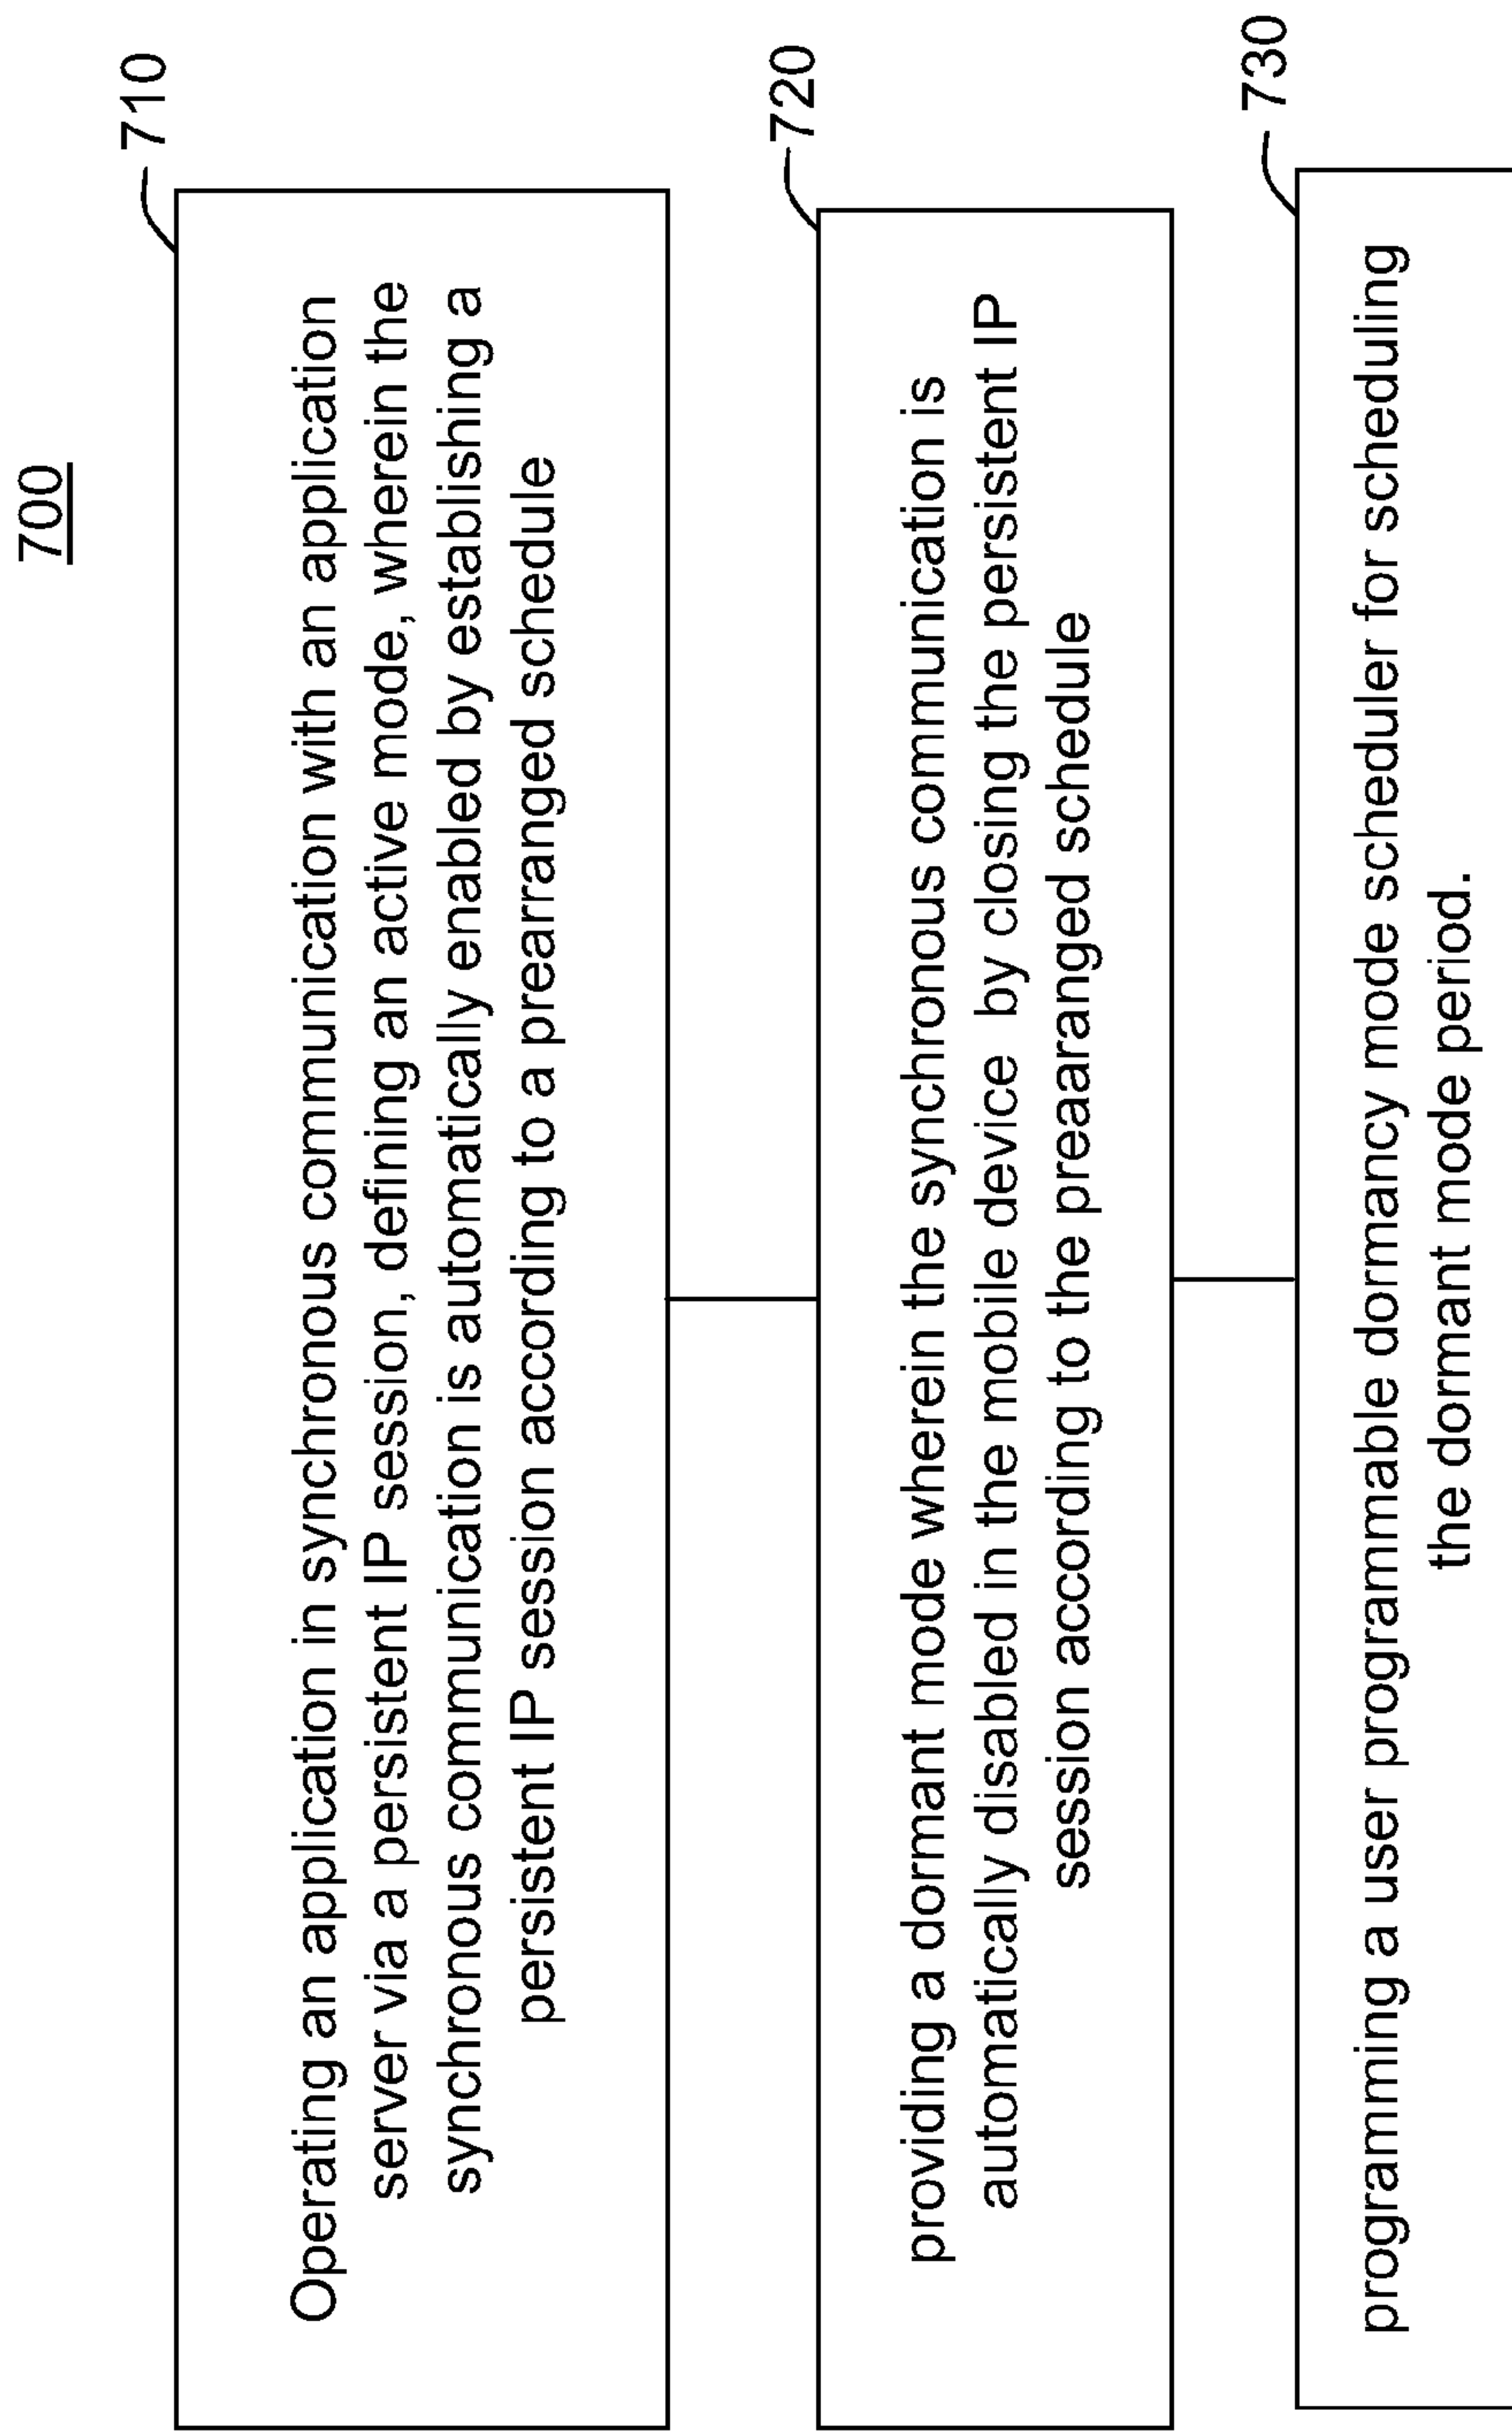 700
710
Operating an application in synchronous communication with an application
server via a persistent IP session, defining an active mode, wherein the
synchronous communication is automatically enabled by establishing a
persistent IP session according to a prearranged schedule
720
providing a dormant mode wherein the synchronous communication is
automatically disabled in the mobile device by closing the persistent IP
session according to the preaaranged schedule
730
programming a user programmable dormancy mode scheduler for scheduling
the dormant mode period.